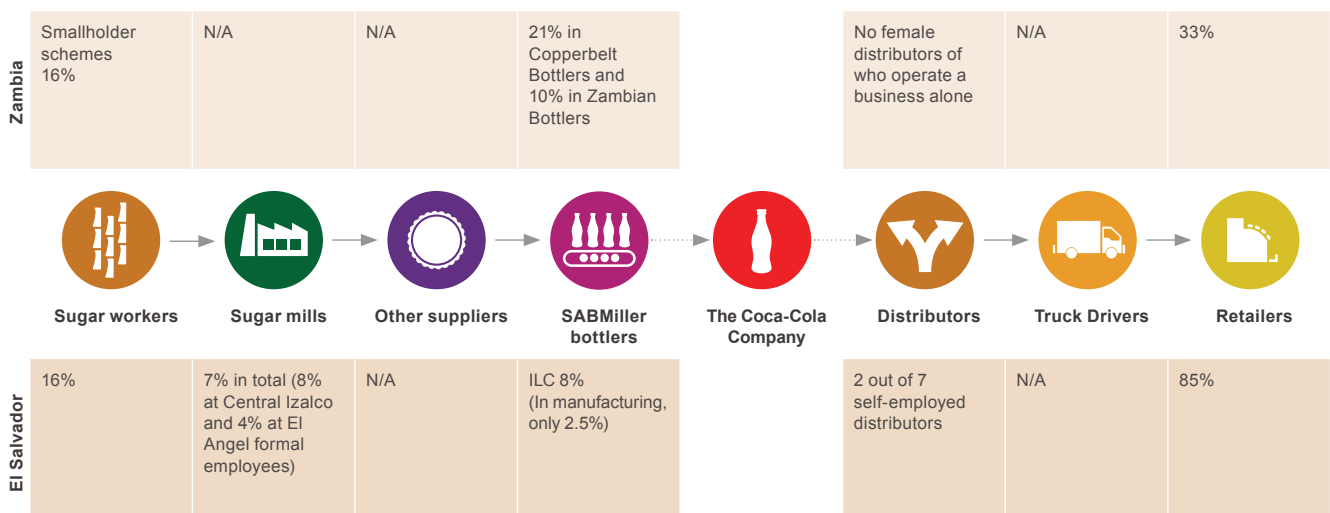 Zambia
Smallholder
schemes
16%
N/A
N/A
21% in
Copperbelt
Bottlers and
10% in Zambian
Bottlers
No female
distributors of
who operate a
business alone
N/A
33%
Sugar workers
Sugar mills
Other suppliers
SABMiller
bottlers
The Coca-Cola
Company
Distributors
Truck Drivers
Retailers
El Salvador
16%
7% in total (8%
at Central Izalco
and 4% at El
Angel formal
employees)
N/A
ILC 8%
(In manufacturing,
only 2.5%)
2 out of 7
self-employed
distributors
N/A
85%